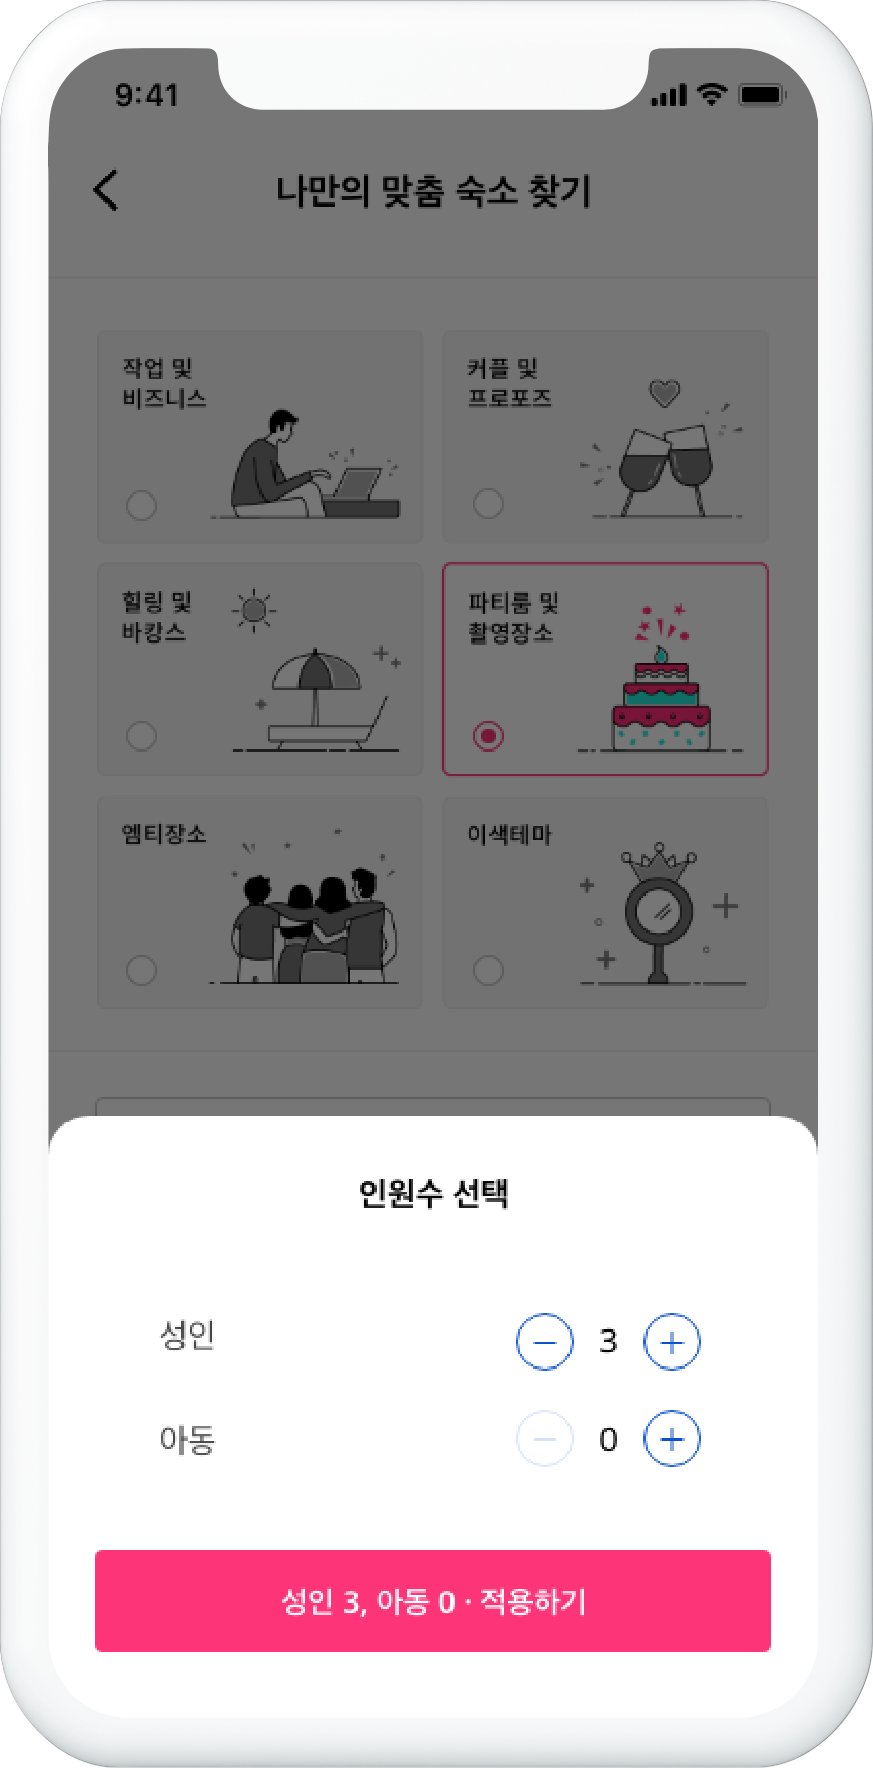 9:41
나만의 맞춤 숙소 찾기
작업 및
비즈니스
커플 및
프로포즈
힐링 및
바캉스
파티룸 및
촬영장소
엠티장소
이색테마
인원수 선택
성인
3
아동
0
성인 3, 아동 0 · 적용하기